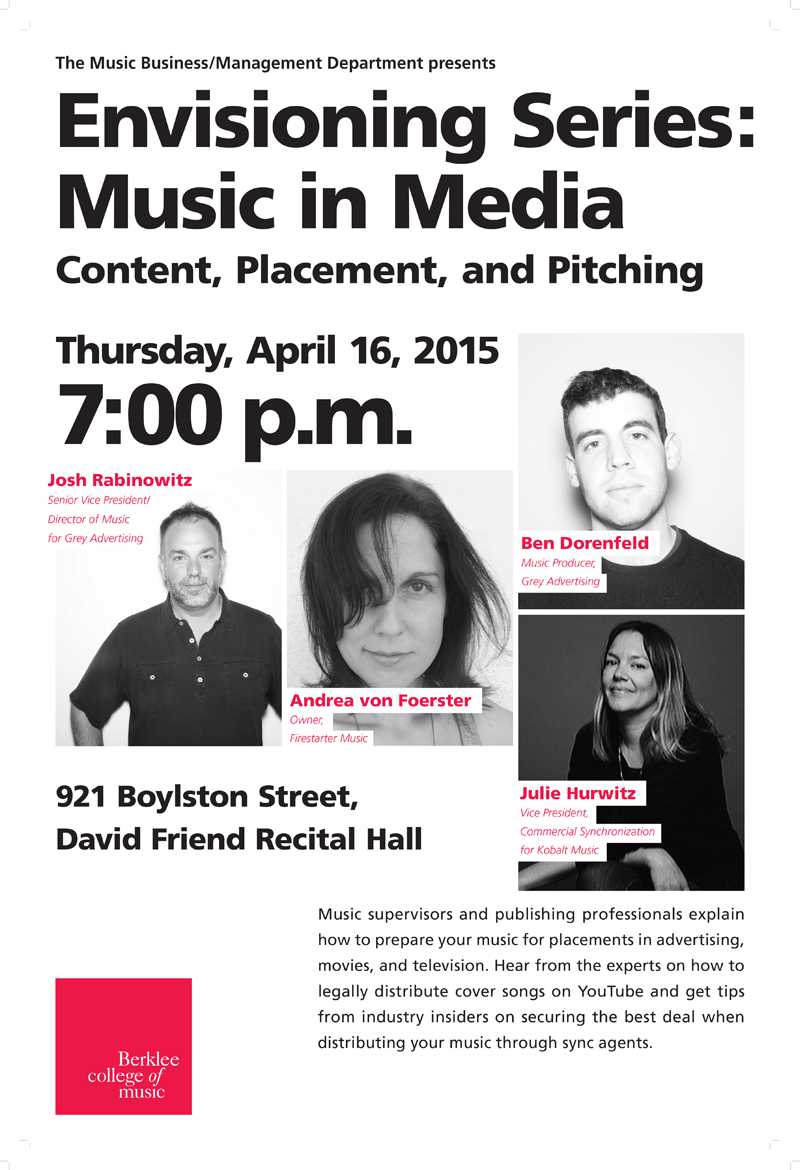 The Music Business/Management Department presents
Envisioning Series:
Music in Media
Content, Placement, and Pitching
Thursday, April 16, 2015
7:00 p.m.
Josh Rabinowitz
Senior Vice President/
Director of Music
for Grey Advertising
Andrea von Foerster
Owner,
Firestarter Music
Ben Dorenfeld
Music Producer,
Grey Advertising
Julie Hurwitz
Vice President,
Commercial Synchronization
for Kobalt Music
921 Boylston Street,
David Friend Recital Hall
Music supervisors and publishing professionals explain
how to prepare your music for placements in advertising,
movies, and television. Hear from the experts on how to
legally distribute cover songs on YouTube and get tips
from industry insiders on securing the best deal when
distributing your music through sync agents.
Berklee
college of
music